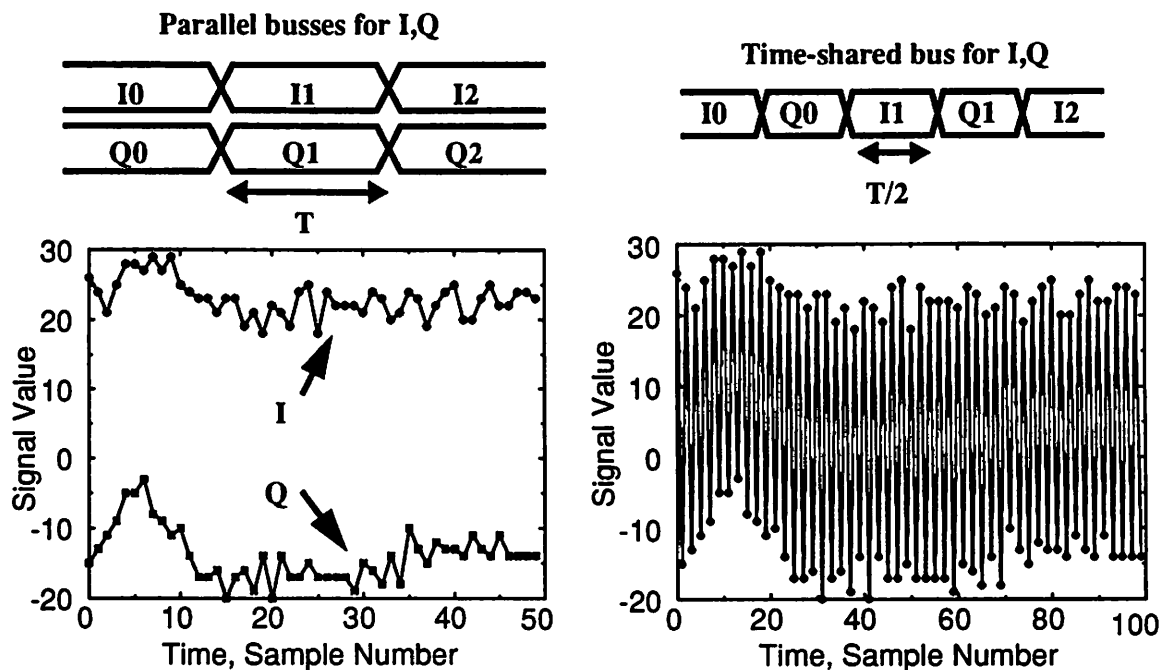 Parallel busses for I,Q
I0 I1 I2
Q0 Q1 Q2
T
Time-shared bus for I,Q
I0 Q0 I1 Q1 I2
T/2
Signal Value
30
20
10
0
-10
-20
I
Q
0 10 20 30 40 50
Time, Sample Number
Signal Value
30
20
10
0
-10
-20
0 20 40 60 80 100
Time, Sample Number